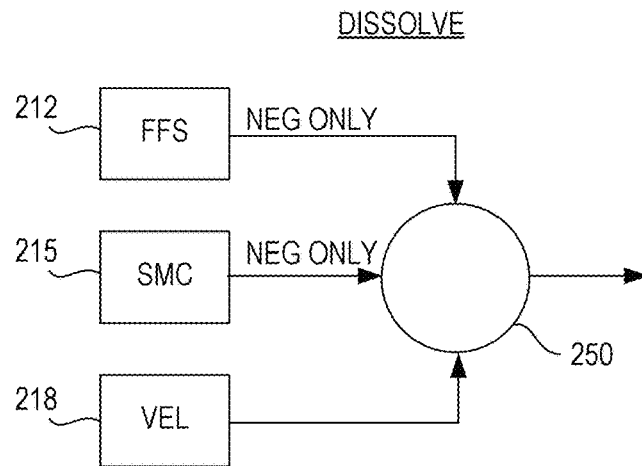 DISSOLVE
212
FFS
NEG ONLY
215
SMC
NEG ONLY
250
218
VEL